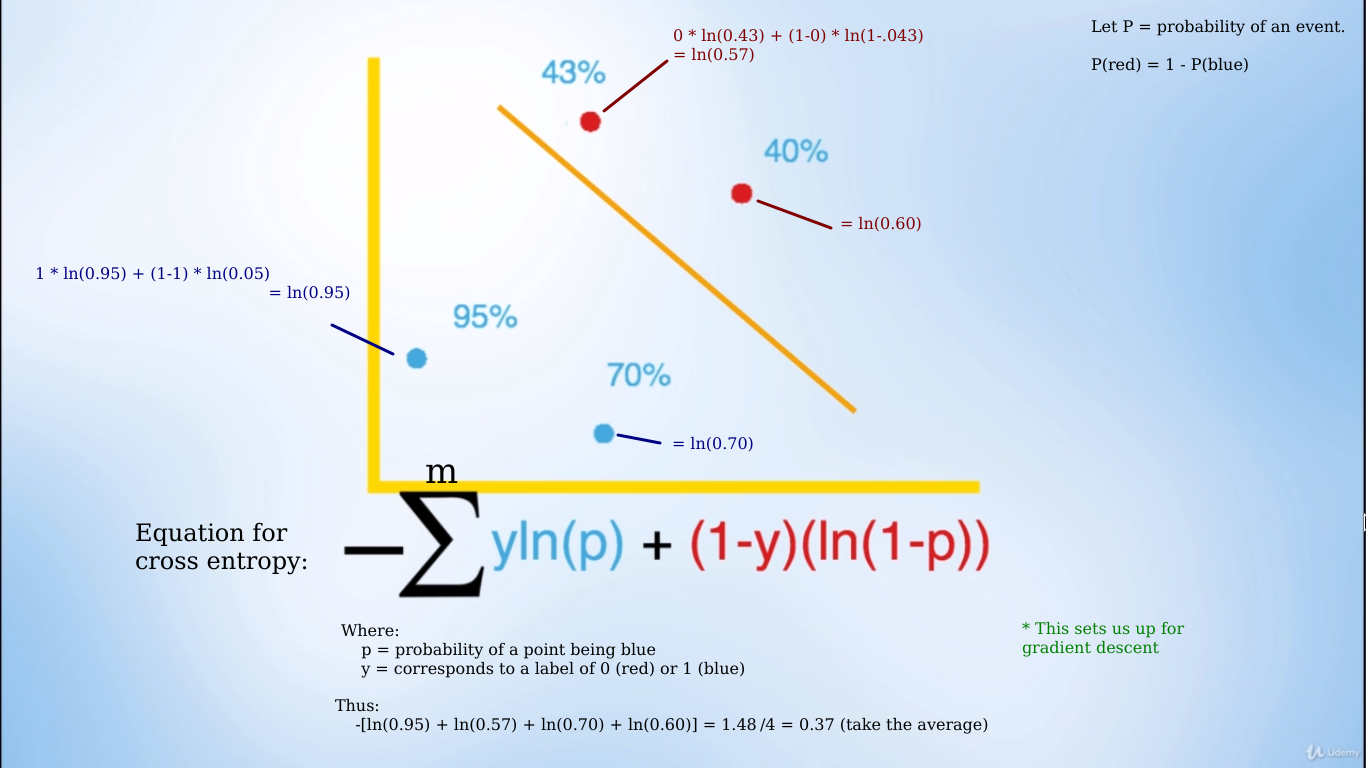 Let P = probability of an event.
P(red) = 1 - P(blue)
0 * ln(0.43) + (1-0) * ln(1-.043)
= ln(0.57)
43%
40%
= ln(0.60)
1 * ln(0.95) + (1-1) * ln(0.05)
= ln(0.95)
95%
70%
= ln(0.70)
Equation for
cross entropy:
m
−∑ yln(p) + (1-y)(ln(1-p))
Where:
p = probability of a point being blue
y = corresponds to a label of 0 (red) or 1 (blue)
* This sets us up for
gradient descent
Thus:
-[ln(0.95) + ln(0.57) + ln(0.70) + ln(0.60)] = 1.48 /4 = 0.37 (take the average)
Udemy